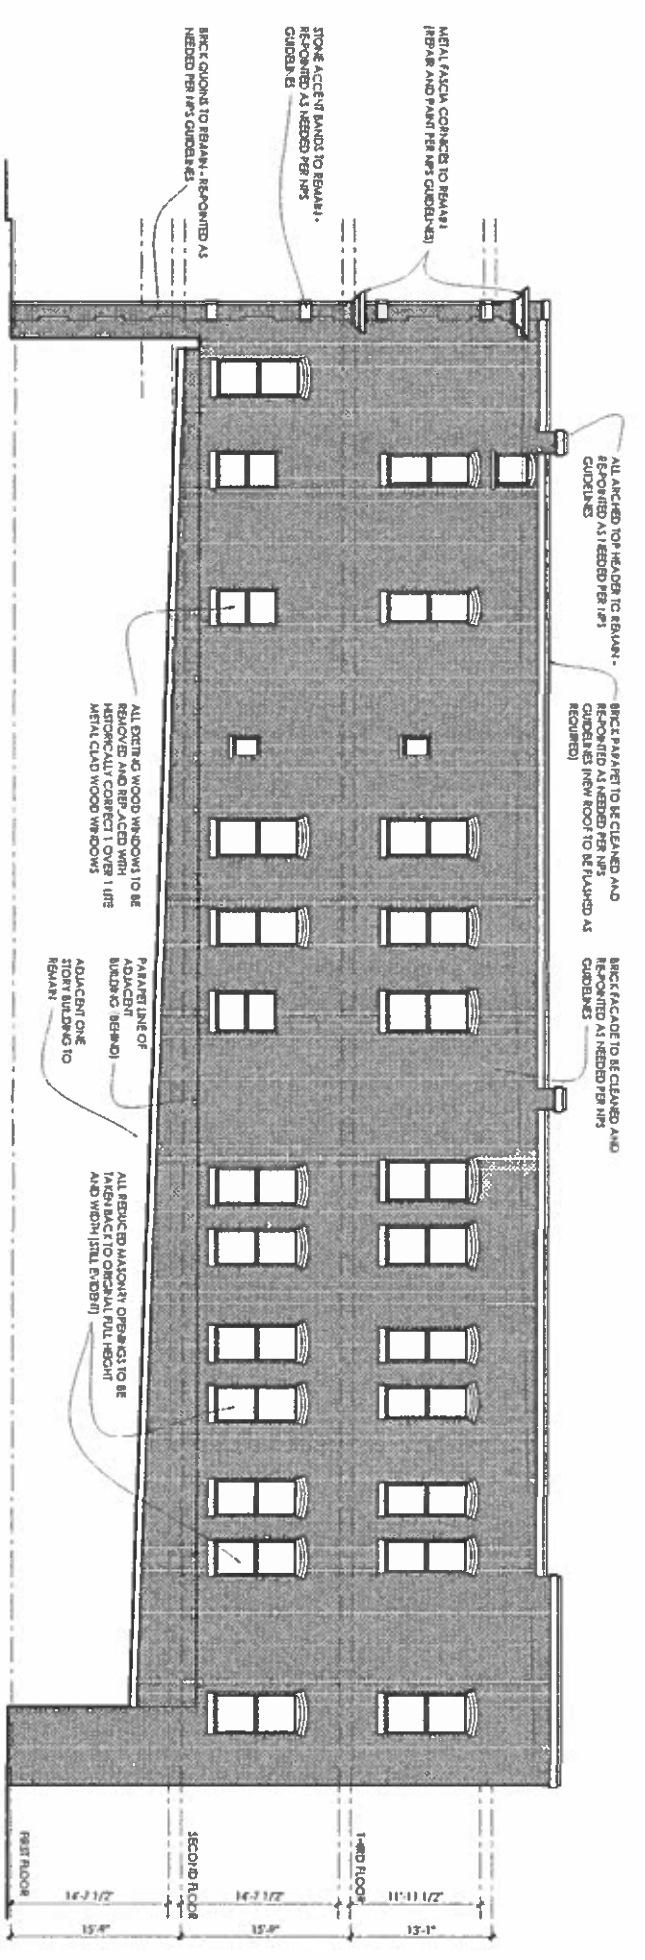 METAL FASCIA CORNICES TO REMAIN
(REPAIR AND PAINT PER NPS GUIDELINES)
STONE ACCENT BANDS TO REMAIN -
RE-POINTED AS NEEDED PER NPS
GUIDELINES
BRICK QUOINS TO REMAIN - RE-POINTED AS
NEEDED PER NPS GUIDELINES
ALL ARCHED TOP HEADER TO REMAIN -
RE-POINTED AS NEEDED PER NPS
GUIDELINES
BRICK PARAPET TO BE CLEANED AND
RE-POINTED AS NEEDED PER NPS
GUIDELINES (NEW ROOF TO BE FLASHED AS
REQUIRED)
BRICK FACADE TO BE CLEANED AND
RE-POINTED AS NEEDED PER NPS
GUIDELINES
ALL EXISTING WOOD WINDOWS TO BE
REMOVED AND REPLACED WITH
HISTORICALLY CORRECT 1 OVER 1 LITE
METAL CLAD WOOD WINDOWS
PARAPET LINE OF
ADJACENT
BUILDING (BEHIND)
ADJACENT ONE
STORY BUILDING TO
REMAIN
ALL REDUCED MASONRY OPENINGS TO BE
TAKEN BACK TO ORIGINAL FULL HEIGHT
AND WIDTH (STILL EVIDENT)
THIRD FLOOR
SECOND FLOOR
FIRST FLOOR
11'-11 1/2"
13'-1"
14'-7 1/2"
15'-9"
14'-7 1/2"
15'-9"